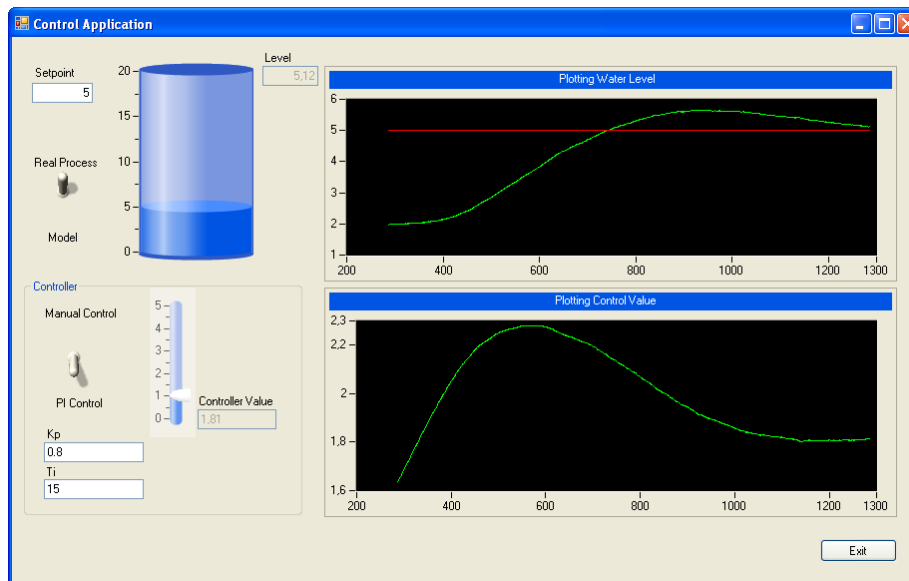 Control Application
Setpoint
5
Level
5,12
20
15
10
5
0
Real Process
Model
Plotting Water Level
6
5
4
3
2
1
200 400 600 800 1000 1200 1300
Controller
Manual Control
PI Control
5
4
3
2
1
0
Controller Value
1,81
Kp
0.8
Ti
15
Plotting Control Value
2,3
2,2
2
1,8
1,6
200 400 600 800 1000 1200 1300
Exit